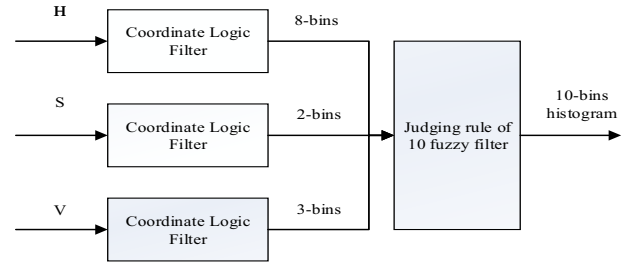 H
Coordinate Logic
Filter
8-bins
S
Coordinate Logic
Filter
2-bins
V
Coordinate Logic
Filter
3-bins
Judging rule of
10 fuzzy filter
10-bins
histogram